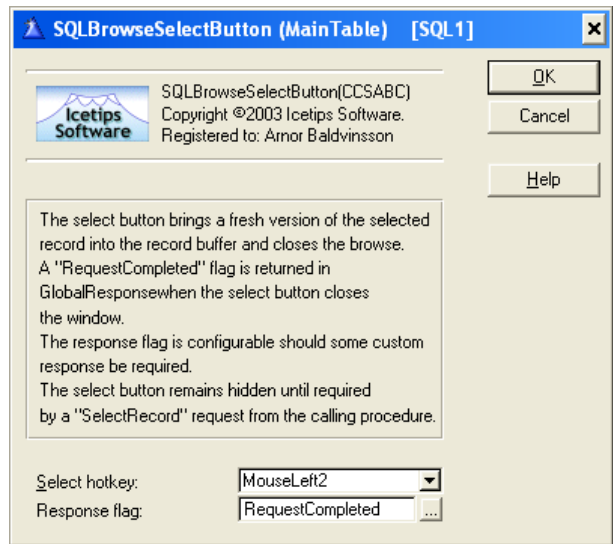 SQLBrowseSelectButton (MainTable) [SQL1]
OK
Cancel
Help
Icetips
Software
SQLBrowseSelectButton(CCSABC)
Copyright ©2003 Icetips Software.
Registered to: Arnor Baldvinsson
The select button brings a fresh version of the selected
record into the record buffer and closes the browse.
A "RequestCompleted" flag is returned in
GlobalResponsewhen the select button closes
the window.
The response flag is configurable should some custom
response be required.
The select button remains hidden until required
by a "SelectRecord" request from the calling procedure.
Select hotkey: MouseLeft2
Response flag: RequestCompleted ...